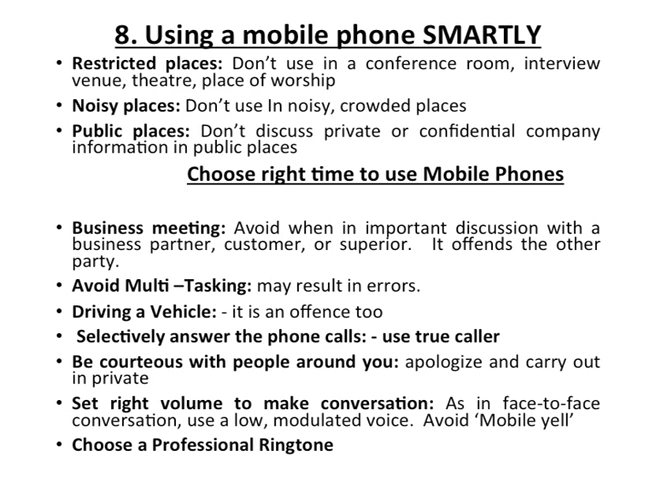 8. Using a mobile phone SMARTLY
• Restricted places: Don't use in a conference room, interview
venue, theatre, place of worship
• Noisy places: Don't use In noisy, crowded places
• Public places: Don't discuss private or confidential company
information in public places
Choose right time to use Mobile Phones
• Business meeting: Avoid when in important discussion with a
business partner, customer, or superior.  It offends the other
party.
• Avoid Multi –Tasking: may result in errors.
• Driving a Vehicle: - it is an offence too
• Selectively answer the phone calls: - use true caller
• Be courteous with people around you: apologize and carry out
in private
• Set right volume to make conversation: As in face-to-face
conversation, use a low, modulated voice.  Avoid ‘Mobile yell’
• Choose a Professional Ringtone